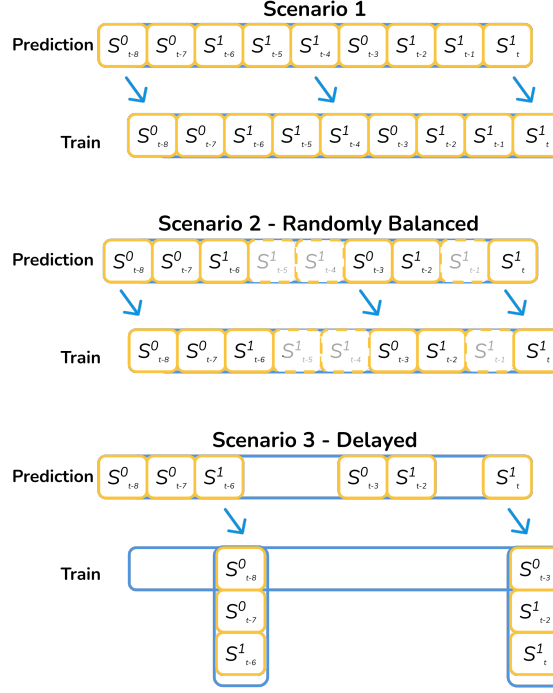 Scenario 1
Prediction S⁰t-8 S⁰t-7 S¹t-6 S¹t-5 S¹t-4 S⁰t-3 S¹t-2 S¹t-1 S¹t
Train S⁰t-8 S⁰t-7 S¹t-6 S¹t-5 S¹t-4 S⁰t-3 S¹t-2 S¹t-1 S¹t
Scenario 2 - Randomly Balanced
Prediction S⁰t-8 S⁰t-7 S¹t-6 S¹t-5 S¹t-4 S⁰t-3 S¹t-2 S¹t-1 S¹t
Train S⁰t-8 S⁰t-7 S¹t-6 S¹t-5 S¹t-4 S⁰t-3 S¹t-2 S¹t-1 S¹t
Scenario 3 - Delayed
Prediction S⁰t-8 S⁰t-7 S¹t-6 S⁰t-3 S¹t-2 S¹t
Train S⁰t-8 S⁰t-3
S⁰t-7 S¹t-2
S¹t-6 S¹t